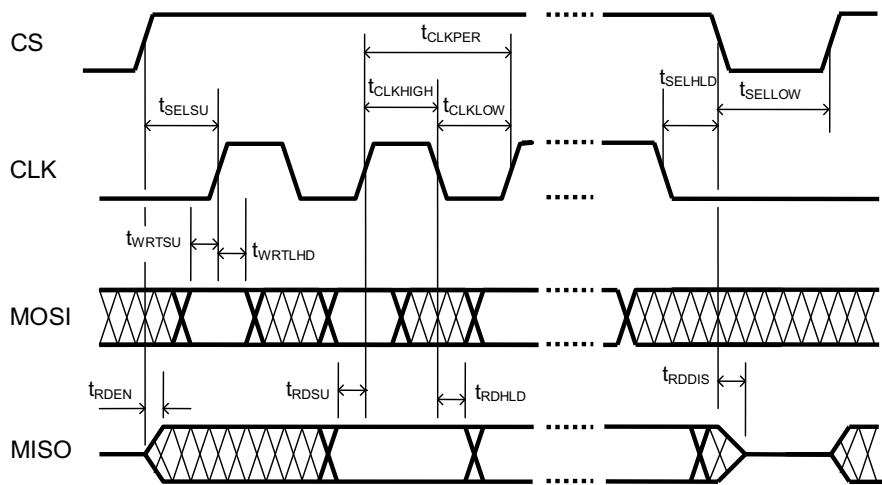 CS
tCLKPER
tSELSU
tCLKHIGH
tCLKLOW
tSELHLD
tSELLOW
CLK
tWRTSU
tWRTLHD
MOSI
tRDEN
tRDSU
tRDHLD
tRDDIS
MISO